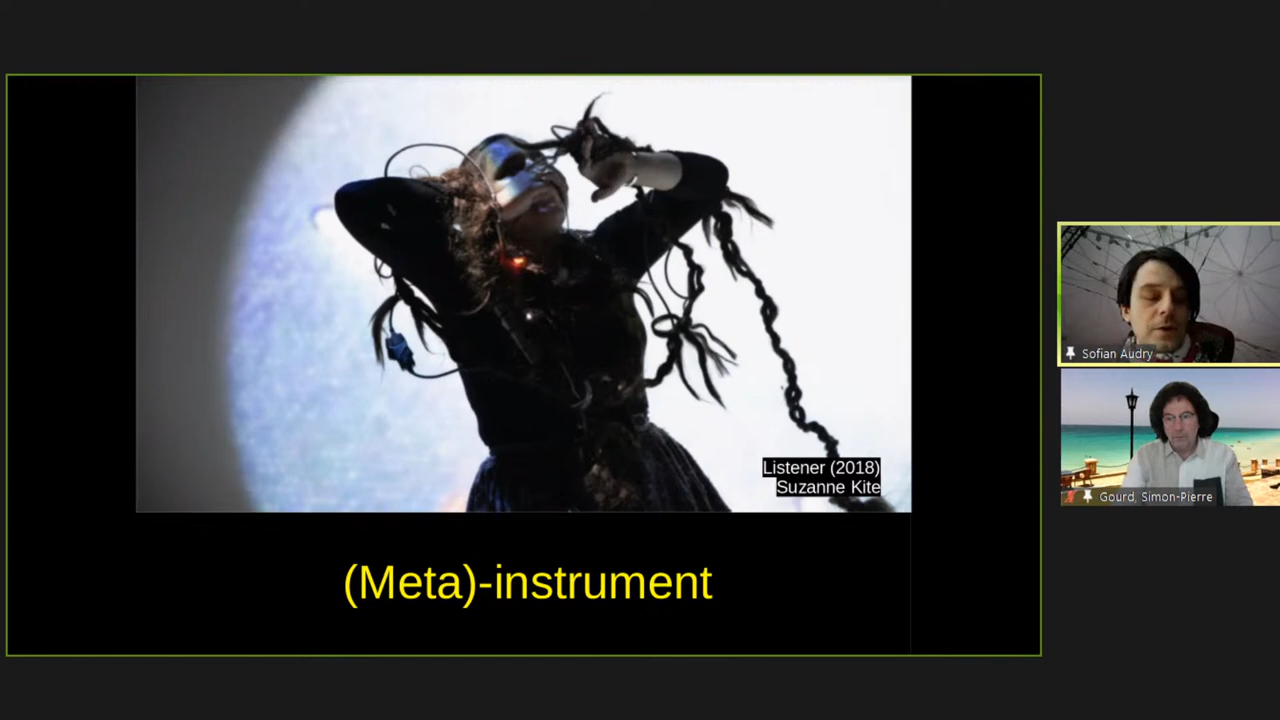 Listener (2018)
Suzanne Kite
(Meta)-instrument
Sofian Audry
Gourd, Simon-Pierre